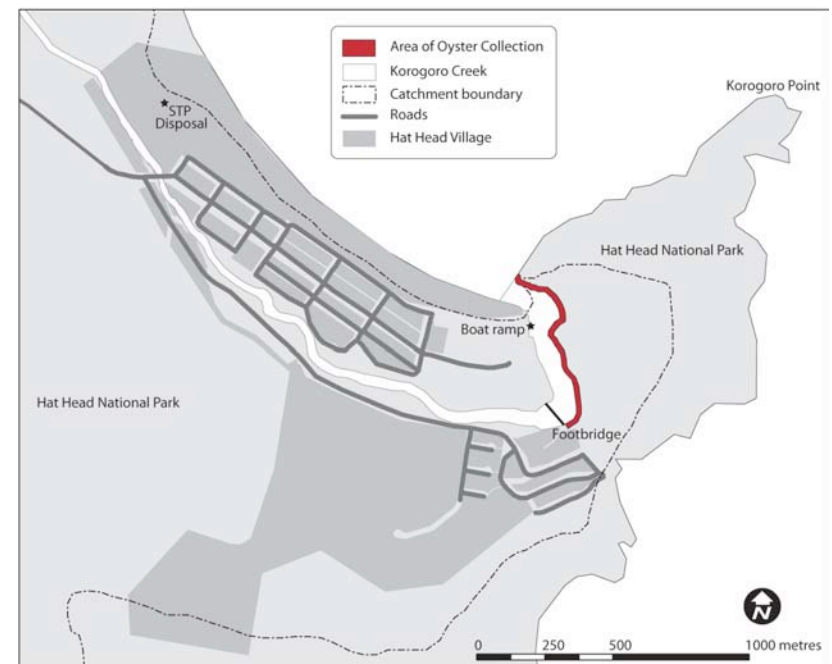 Area of Oyster Collection
Korogoro Creek
Catchment boundary
Roads
Hat Head Village
Korogoro Point
STP
Disposal
Hat Head National Park
Boat ramp
Hat Head National Park
Footbridge
N
0 250 500 1000 metres